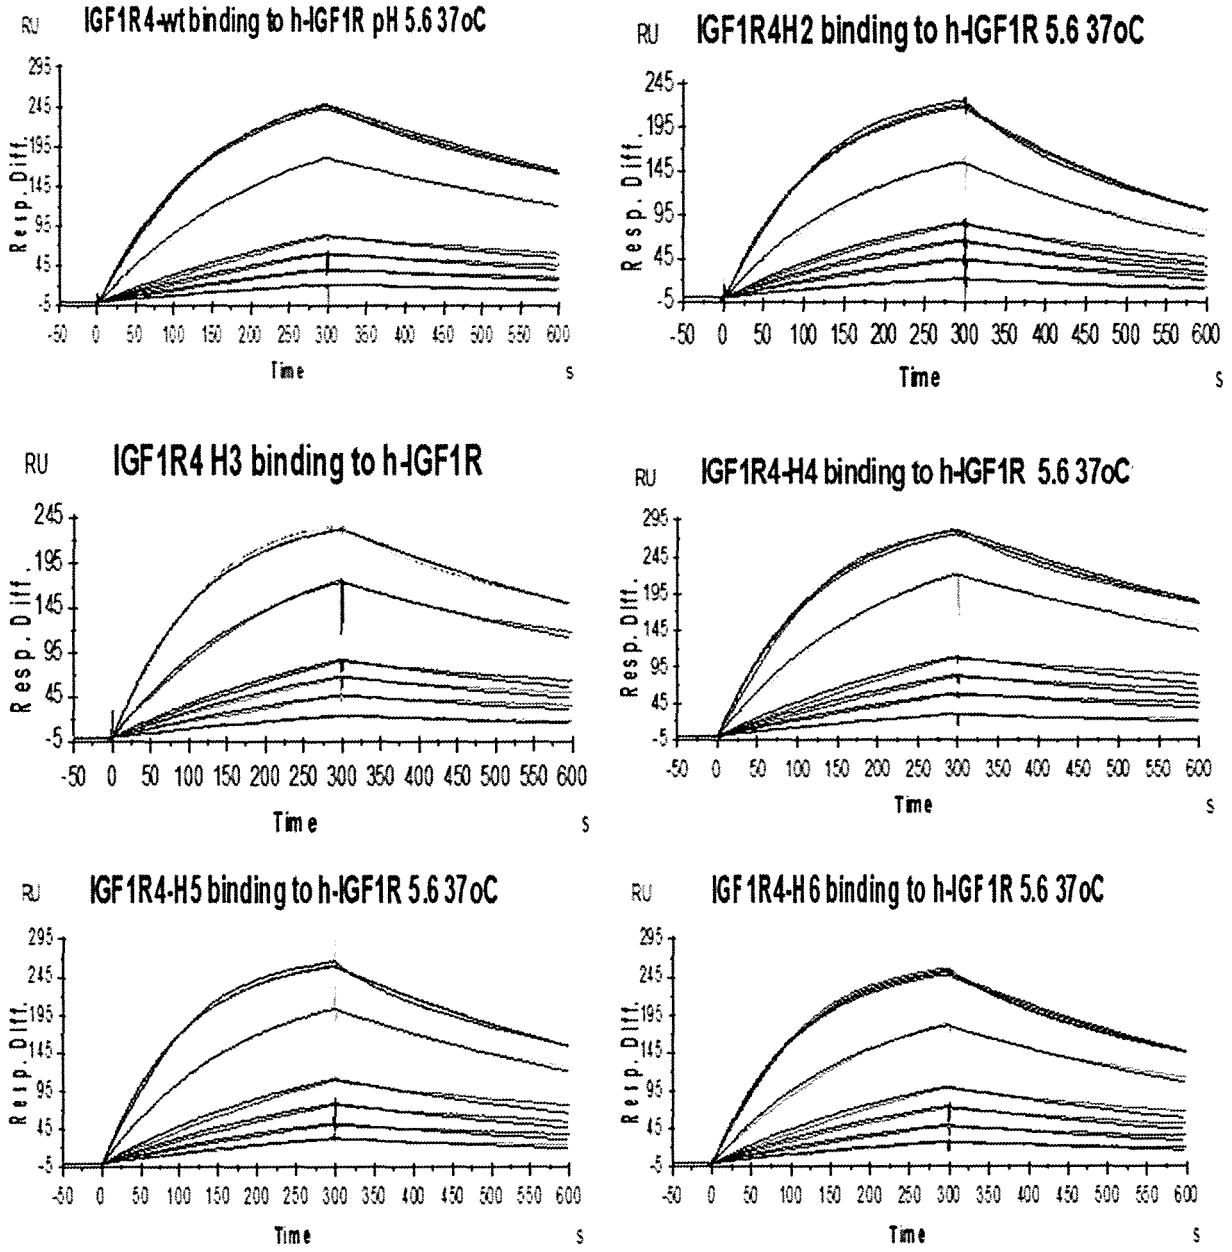 RU IGF1R4-wt binding to h-IGF1R pH 5.6 37oC
295
245
195
145
95
45
-5
Resp. Diff.
-50 0 50 100 150 200 250 300 350 400 450 500 550 600
Time s
RU IGF1R4H2 binding to h-IGF1R 5.6 37oC
245
195
145
95
45
-5
Resp. Diff.
-50 0 50 100 150 200 250 300 350 400 450 500 550 600
Time s
RU IGF1R4 H3 binding to h-IGF1R
245
195
145
95
45
-5
Resp. Diff.
-50 0 50 100 150 200 250 300 350 400 450 500 550 600
Time s
RU IGF1R4-H4 binding to h-IGF1R 5.6 37oC
295
245
195
145
95
45
-5
Resp. Diff.
-50 0 50 100 150 200 250 300 350 400 450 500 550 600
Time s
RU IGF1R4-H5 binding to h-IGF1R 5.6 37oC
295
245
195
145
95
45
-5
Resp. Diff.
-50 0 50 100 150 200 250 300 350 400 450 500 550 600
Time s
RU IGF1R4-H6 binding to h-IGF1R 5.6 37oC
295
245
195
145
95
45
-5
Resp. Diff.
-50 0 50 100 150 200 250 300 350 400 450 500 550 600
Time s